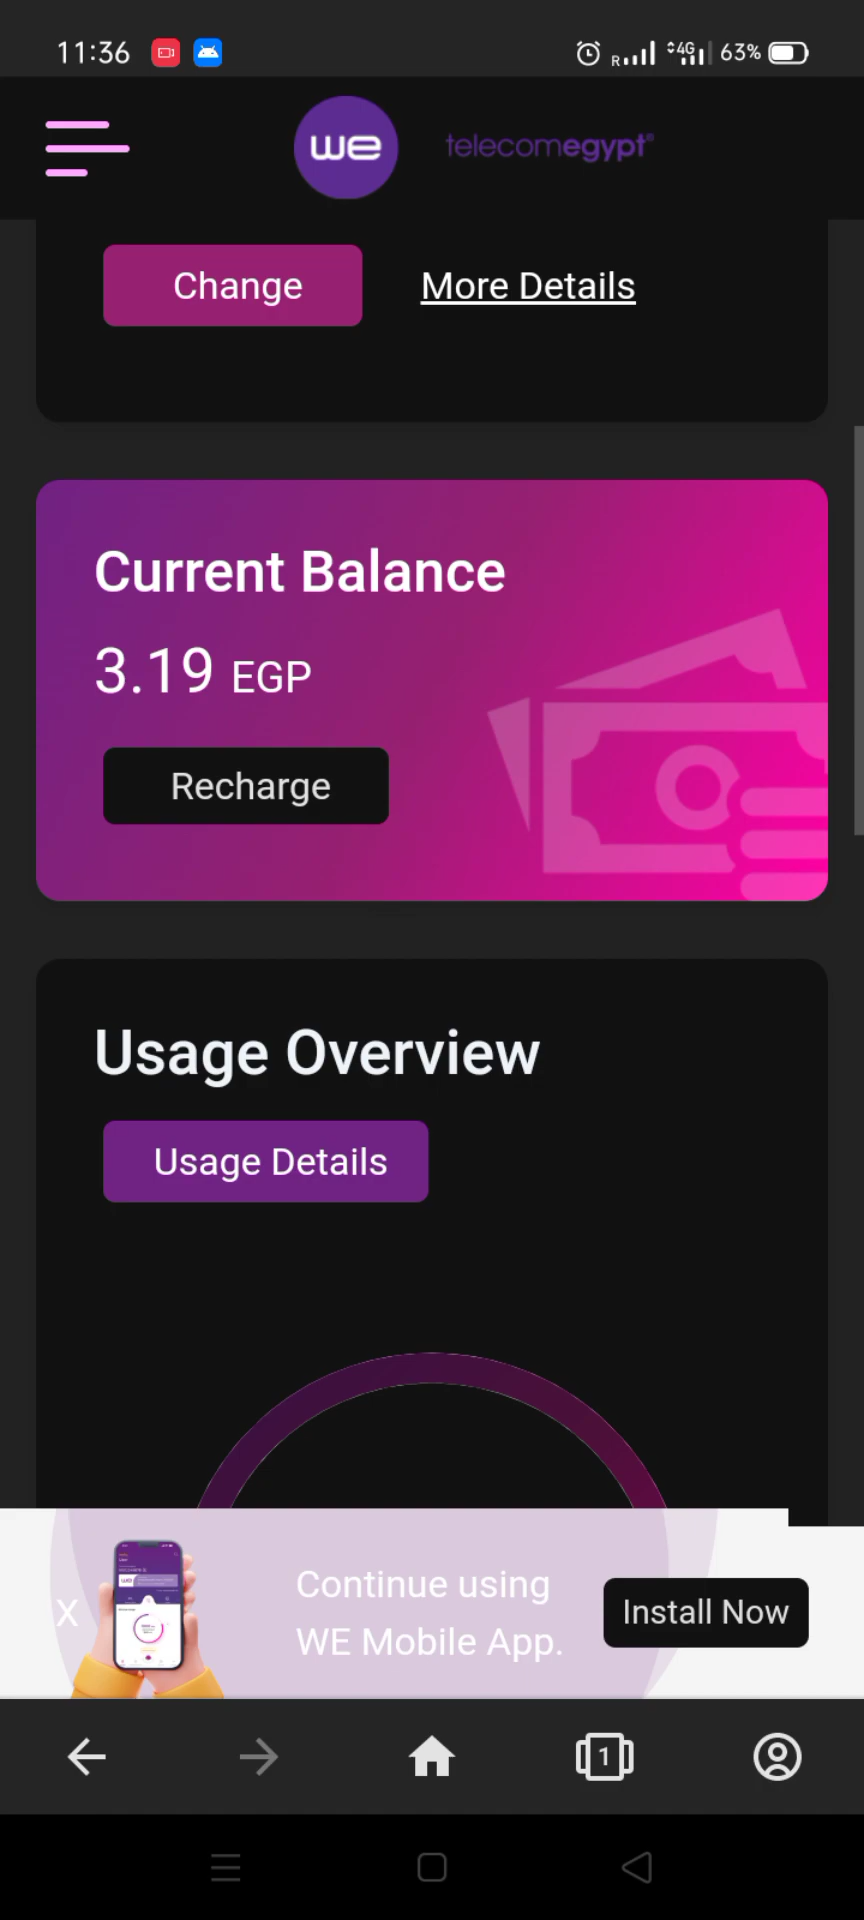 11:36
R 4G 63%
we telecomegypt
Change More Details
Current Balance
3.19 EGP
Recharge
Usage Overview
Usage Details
X
Continue using
WE Mobile App.
Install Now
1